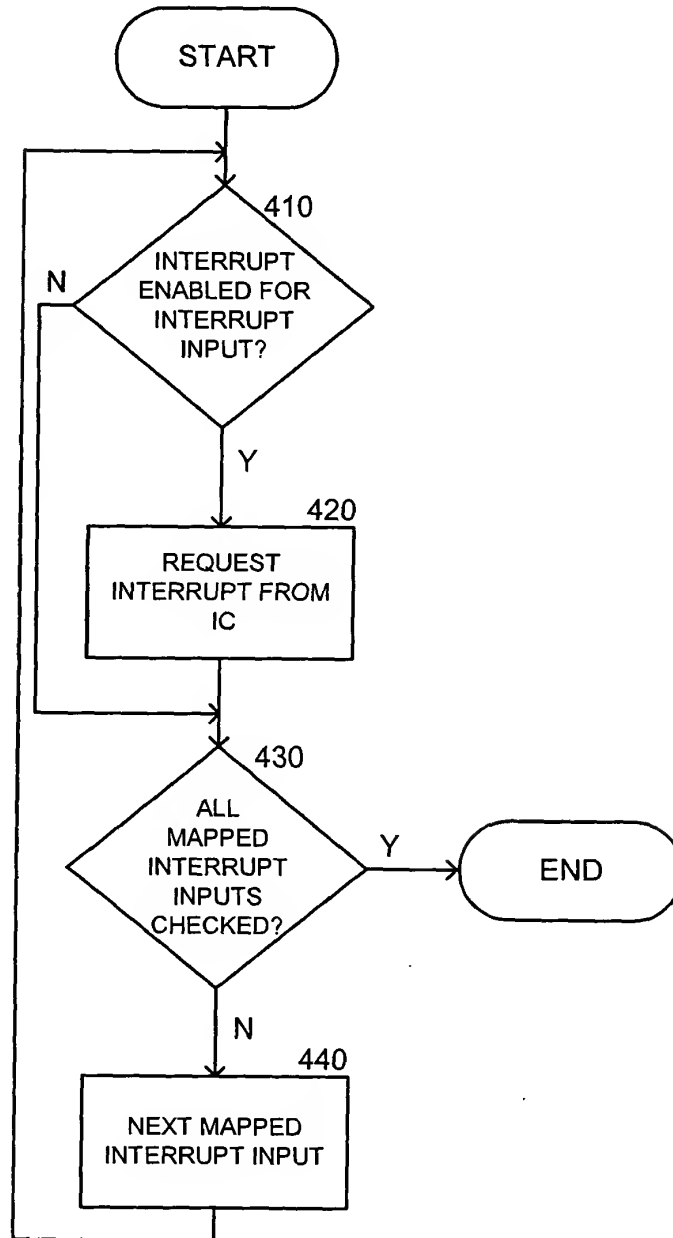 START
410
N
INTERRUPT
ENABLED FOR
INTERRUPT
INPUT?
Y
420
REQUEST
INTERRUPT FROM
IC
430
ALL
MAPPED
INTERRUPT
INPUTS
CHECKED?
Y
END
N
440
NEXT MAPPED
INTERRUPT INPUT